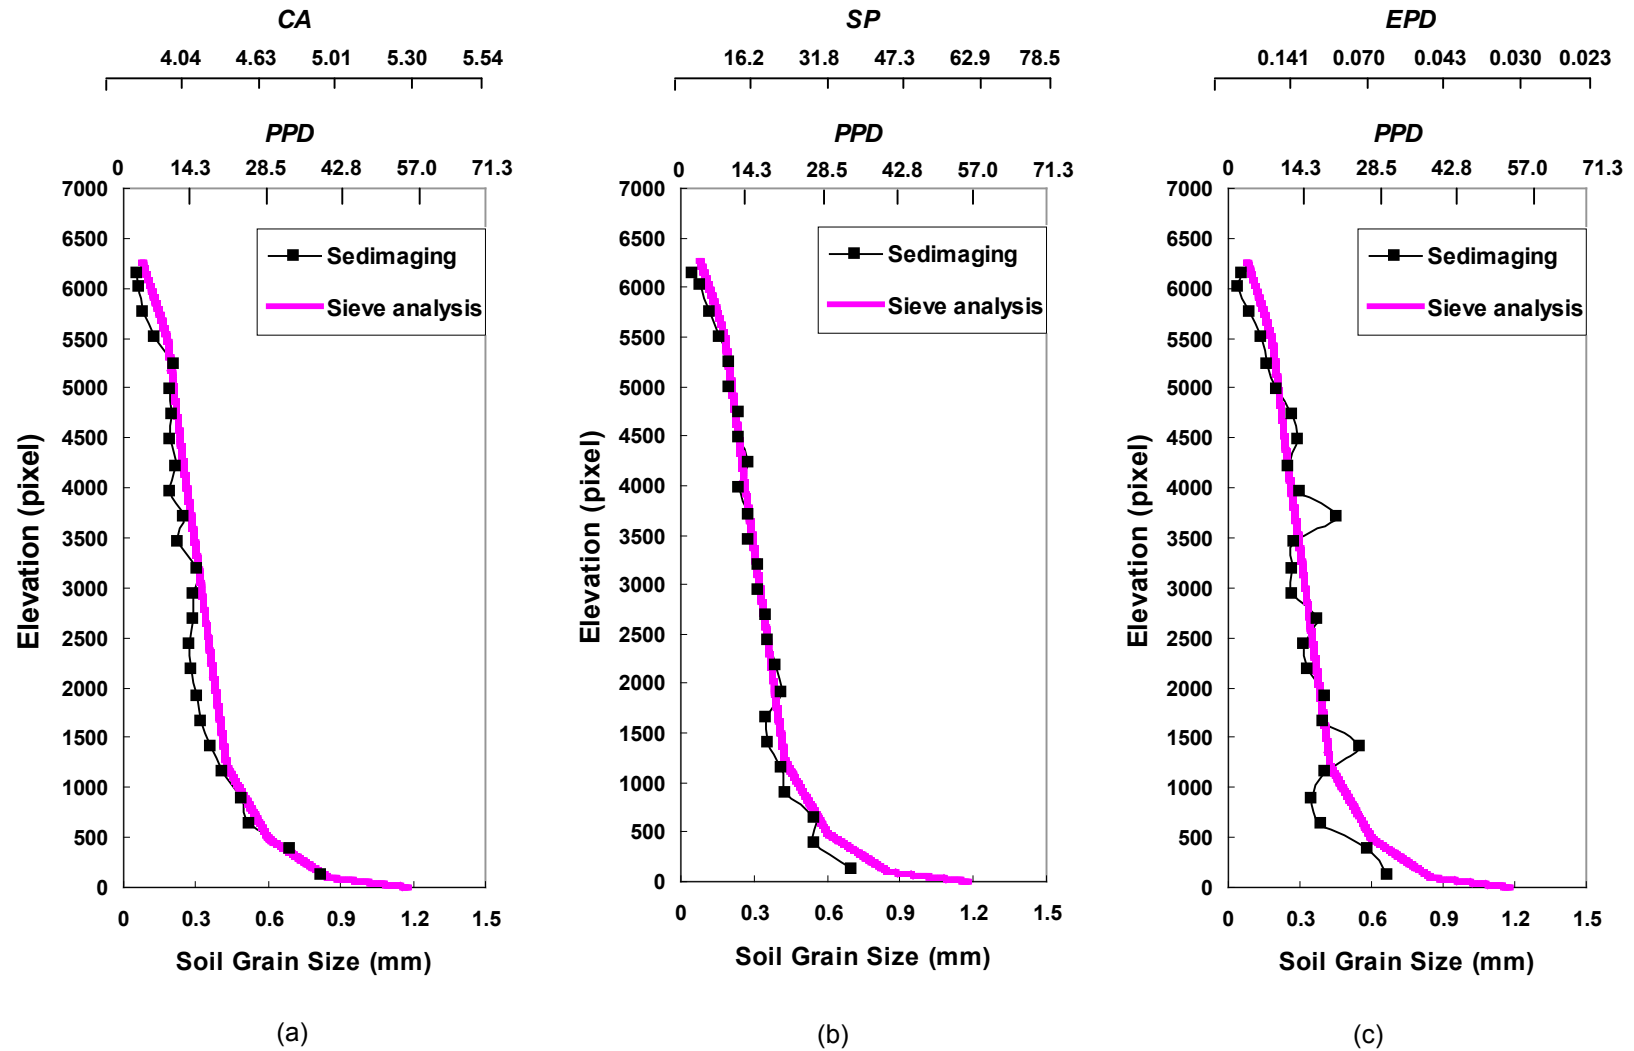 CA
4.04 4.63 5.01 5.30 5.54
PPD
0 14.3 28.5 42.8 57.0 71.3
7000
6500
6000
5500
5000
4500
4000
3500
3000
2500
2000
1500
1000
500
0
Elevation (pixel)
Sedimaging
Sieve analysis
0 0.3 0.6 0.9 1.2 1.5
Soil Grain Size (mm)
(a)
SP
16.2 31.8 47.3 62.9 78.5
PPD
0 14.3 28.5 42.8 57.0 71.3
7000
6500
6000
5500
5000
4500
4000
3500
3000
2500
2000
1500
1000
500
0
Elevation (pixel)
Sedimaging
Sieve analysis
0 0.3 0.6 0.9 1.2 1.5
Soil Grain Size (mm)
(b)
EPD
0.141 0.070 0.043 0.030 0.023
PPD
0 14.3 28.5 42.8 57.0 71.3
7000
6500
6000
5500
5000
4500
4000
3500
3000
2500
2000
1500
1000
500
0
Elevation (pixel)
Sedimaging
Sieve analysis
0 0.3 0.6 0.9 1.2 1.5
Soil Grain Size (mm)
(c)